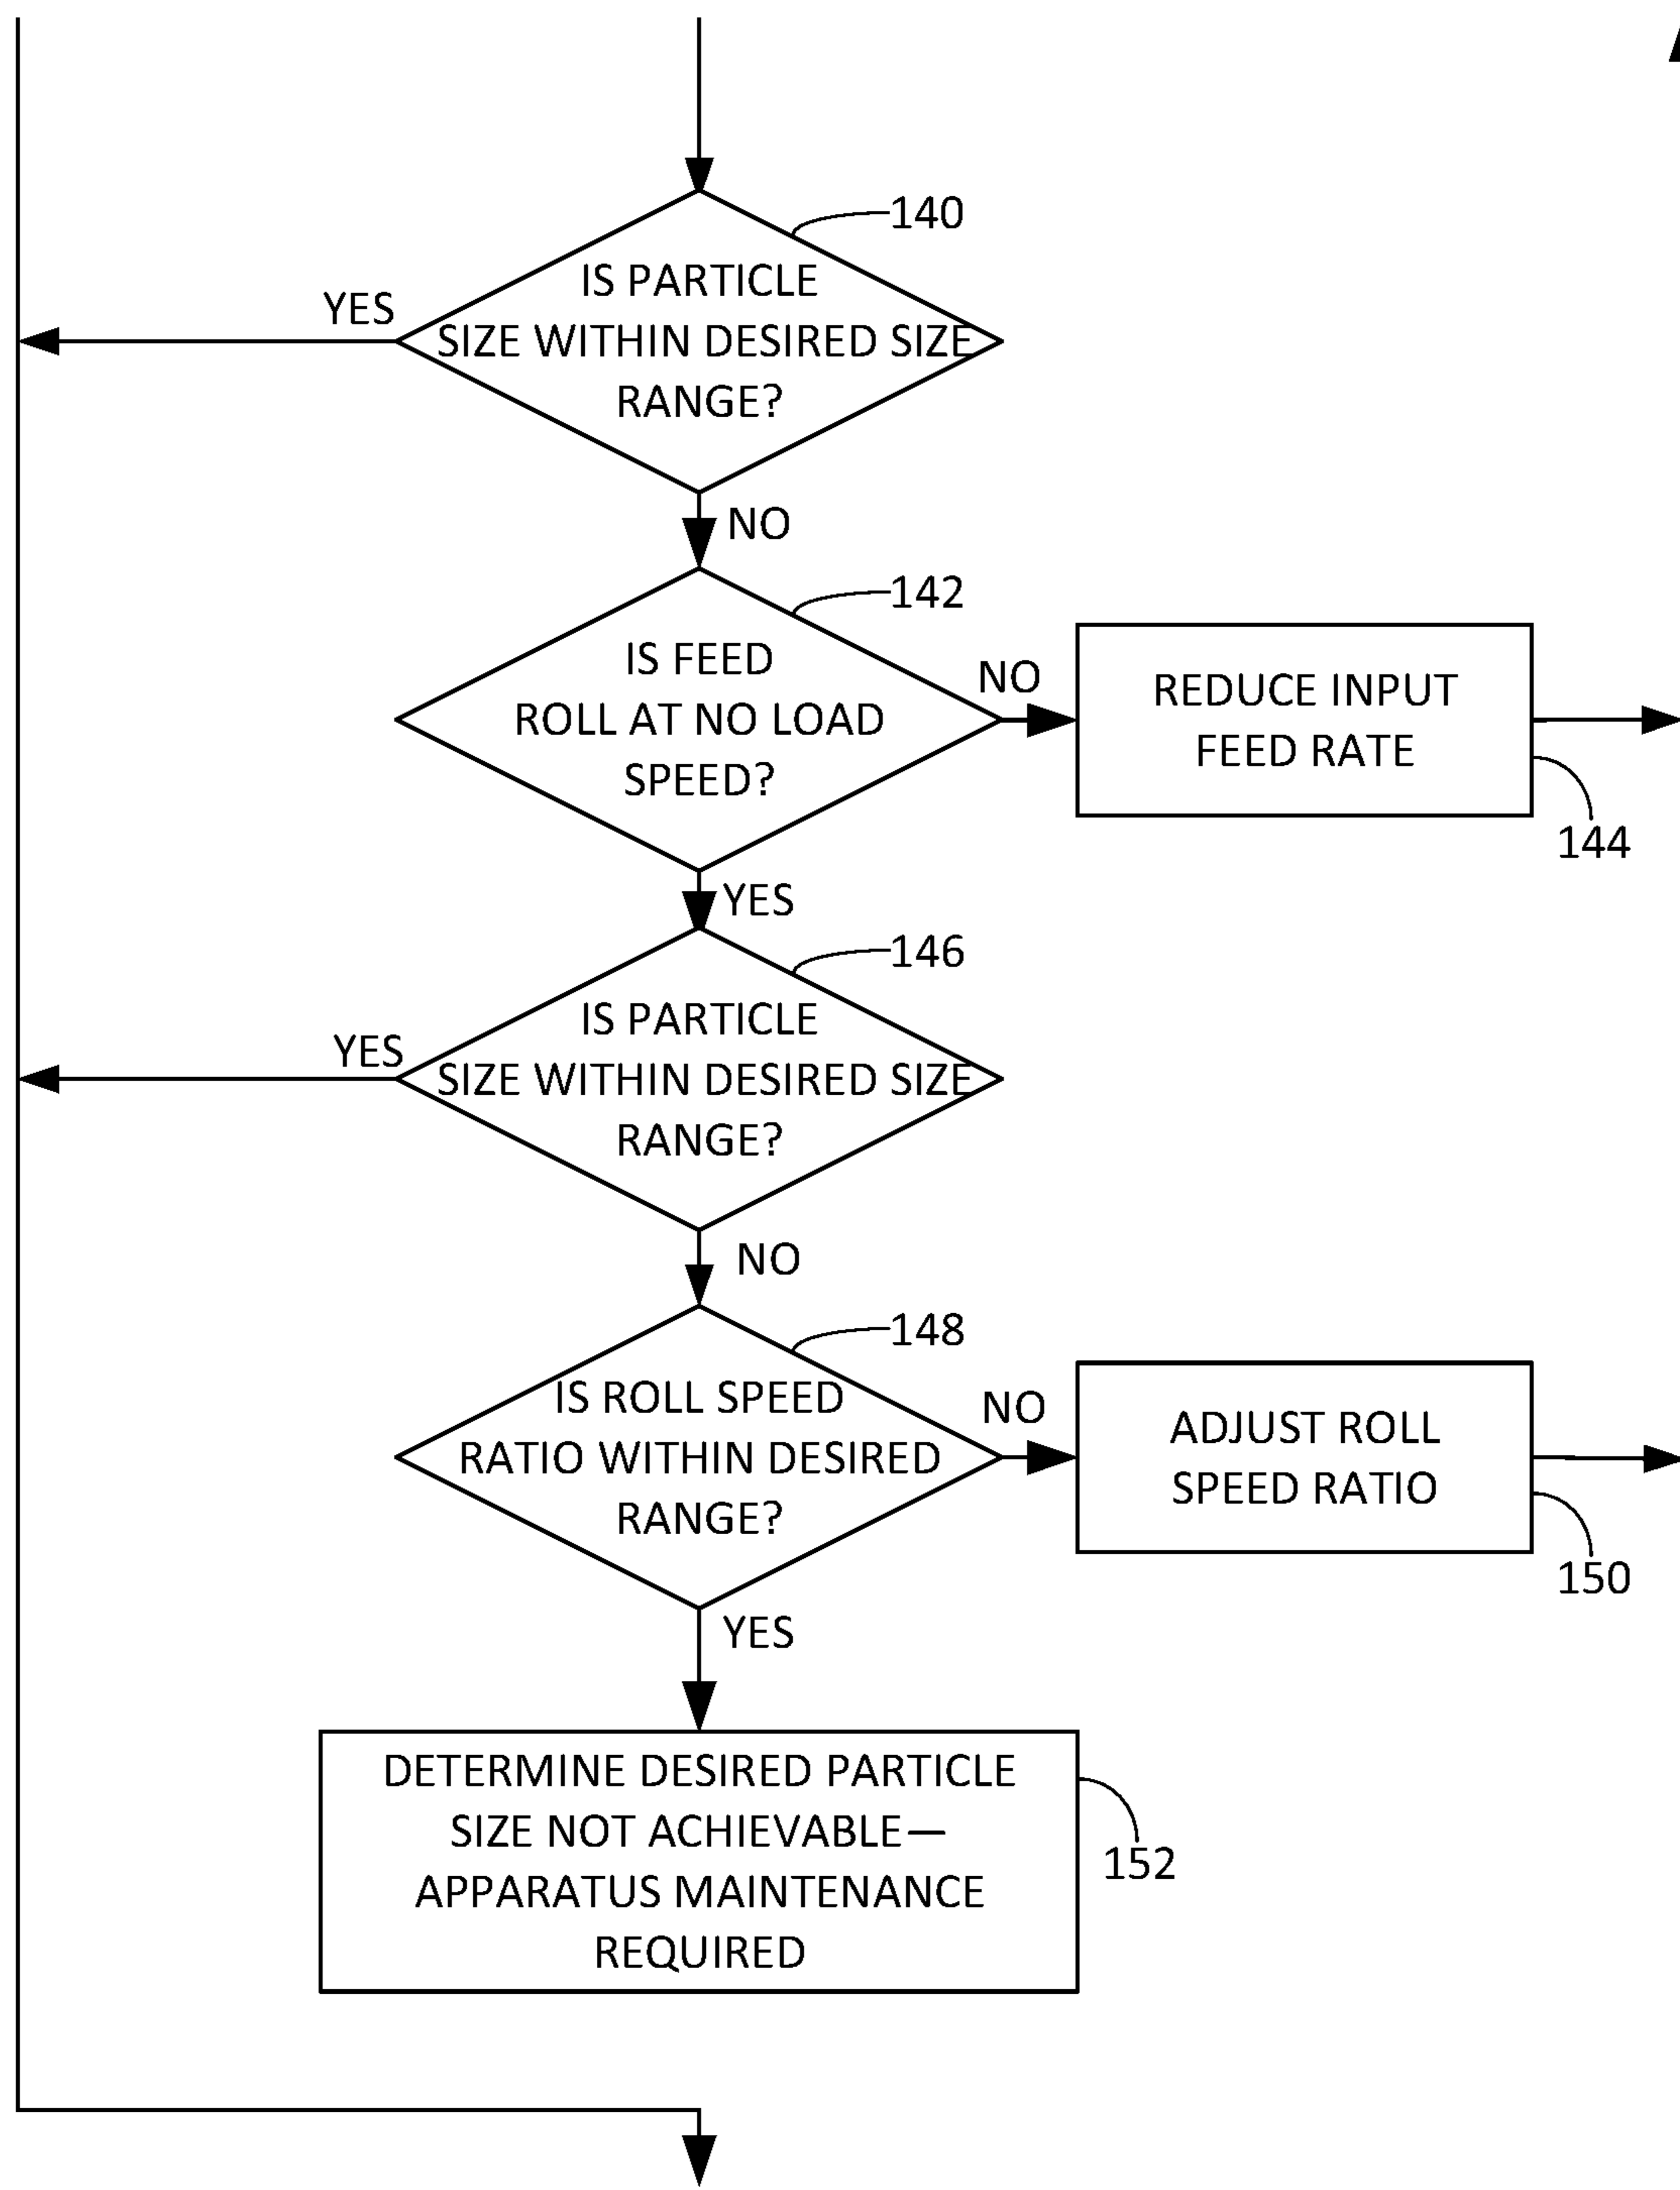 140
IS PARTICLE
SIZE WITHIN DESIRED SIZE
RANGE?
YES
NO
142
IS FEED
ROLL AT NO LOAD
SPEED?
NO
REDUCE INPUT
FEED RATE
144
YES
146
IS PARTICLE
SIZE WITHIN DESIRED SIZE
RANGE?
YES
NO
148
IS ROLL SPEED
RATIO WITHIN DESIRED
RANGE?
NO
ADJUST ROLL
SPEED RATIO
150
YES
DETERMINE DESIRED PARTICLE
SIZE NOT ACHIEVABLE—
APPARATUS MAINTENANCE
REQUIRED
152